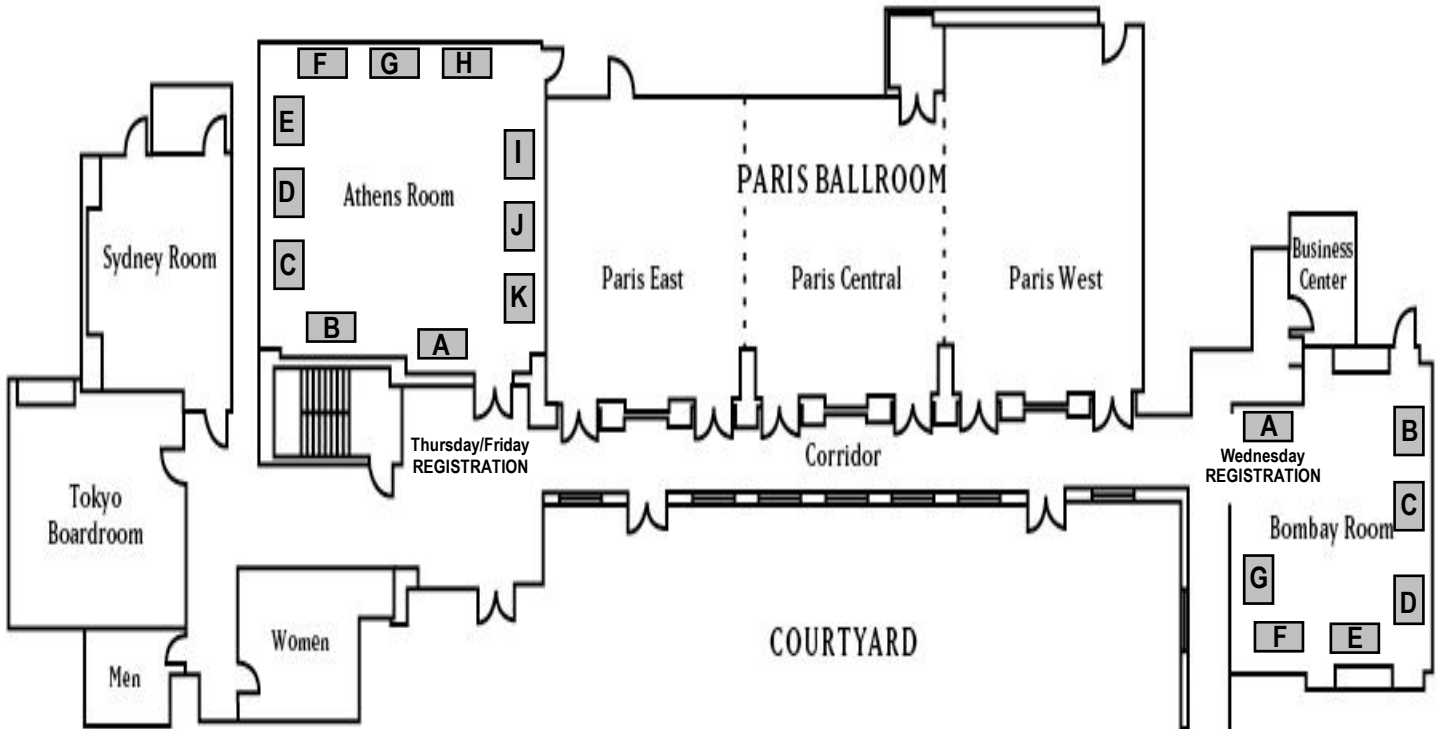 F G H
E
I
D
Athens Room
J
C
K
B
A
Sydney Room
PARIS BALLROOM
Paris East
Paris Central
Paris West
Business
Center
Thursday/Friday
REGISTRATION
Corridor
A
Wednesday
REGISTRATION
B
C
Bombay Room
G
D
F
E
Tokyo
Boardroom
Women
Men
COURTYARD